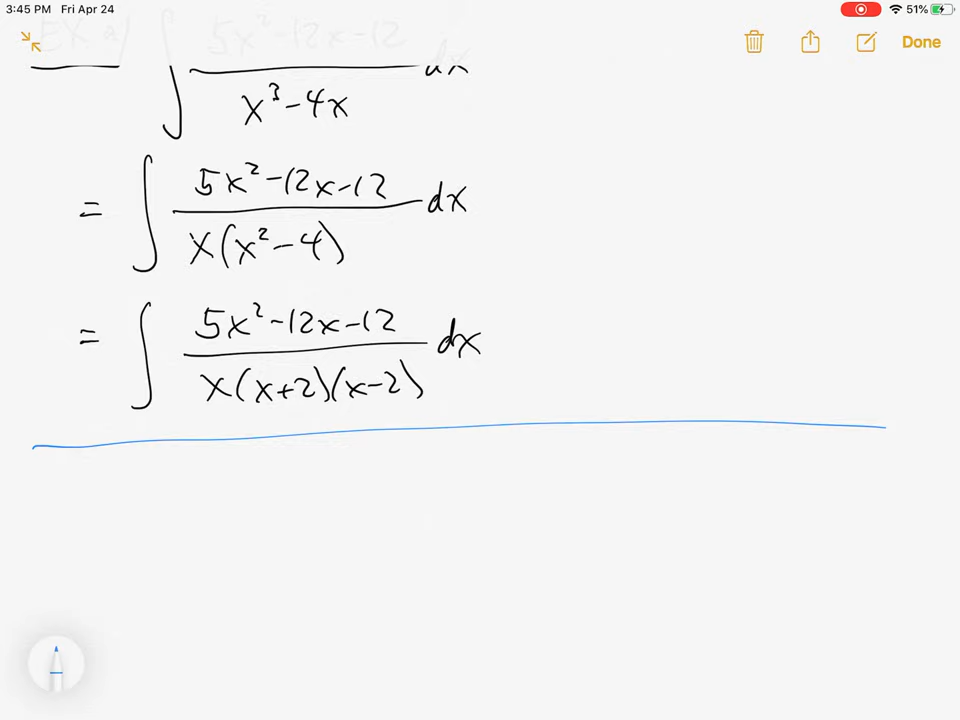 3:45 PM Fri Apr 24 51%
EX a) ∫ 5x²-12x-12
x³-4x dx
Done
= ∫ 5x²-12x-12
x(x²-4) dx
= ∫ 5x²-12x-12
x(x+2)(x-2) dx